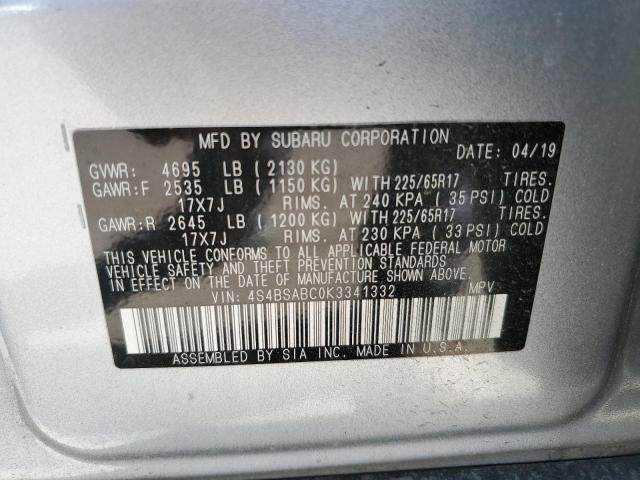 MFD BY SUBARU CORPORATION
DATE: 04/19
GVWR: 4695 LB (2130 KG)
GAWR:F 2535 LB (1150 KG) WITH 225/65R17 TIRES.
17X7J RIMS. AT 240 KPA (35 PSI) COLD
GAWR:R 2645 LB (1200 KG) WITH 225/65R17 TIRES.
17X7J RIMS. AT 230 KPA (33 PSI) COLD
THIS VEHICLE CONFORMS TO ALL APPLICABLE FEDERAL MOTOR
VEHICLE SAFETY AND THEFT PREVENTION STANDARDS
IN EFFECT ON THE DATE OF MANUFACTURE SHOWN ABOVE.
VIN: 4S4BSABC0K3341332 MPV
ASSEMBLED BY SIA INC. MADE IN U.S.A.